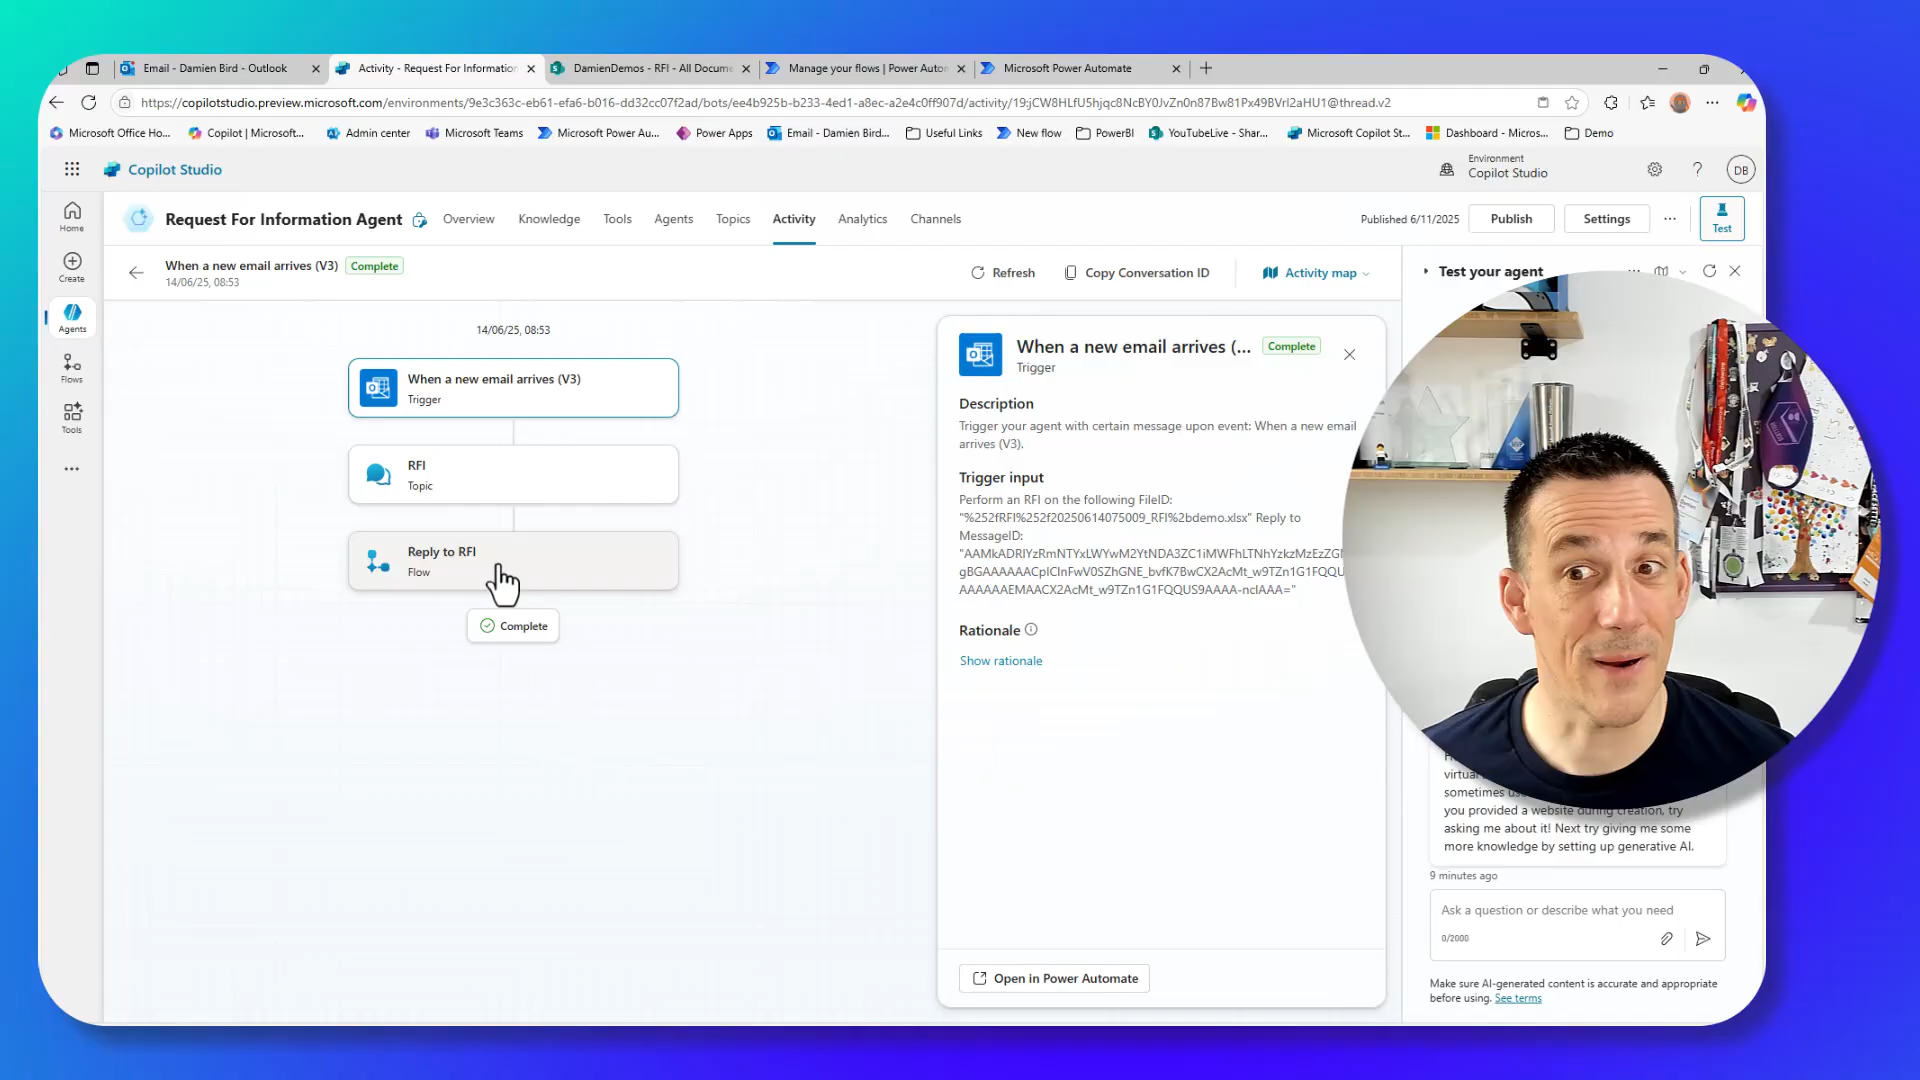 Email - Damien Bird - Outlook
Activity - Request For Information
DamienDemos - RFI - All Docume
Manage your flows | Power Auton
Microsoft Power Automate
https://copilotstudio.preview.microsoft.com/environments/9e3c363c-eb61-efa6-b016-dd32cc07f2ad/bots/ee4b925b-b233-4ed1-a8ec-a2e4c0ff907d/activity/19:jCW8HLfU5hjqc8NcBY0JvZn0n87Bw81Px49BVrl2aHU1@thread.v2
Microsoft Office Ho...
Copilot | Microsoft...
Admin center
Microsoft Teams
Microsoft Power Au...
Power Apps
Email - Damien Bird...
Useful Links
New flow
PowerBI
YouTubeLive - Shar...
Microsoft Copilot St...
Dashboard - Micros...
Demo
Copilot Studio
Environment
Copilot Studio
DB
Home
Create
Agents
Flows
Tools
Request For Information Agent
Overview
Knowledge
Tools
Agents
Topics
Activity
Analytics
Channels
Published 6/11/2025
Publish
Settings
Test
When a new email arrives (V3)
Complete
14/06/25, 08:53
Refresh
Copy Conversation ID
Activity map
14/06/25, 08:53
When a new email arrives (V3)
Trigger
RFI
Topic
Reply to RFI
Flow
Complete
When a new email arrives (...
Complete
Trigger
Description
Trigger your agent with certain message upon event: When a new email
arrives (V3).
Trigger input
Perform an RFI on the following FileID:
"%252fRFI%252f20250614075009_RFI%2bdemo.xlsx" Reply to
MessageID:
Rationale
Show rationale
Open in Power Automate
Test your agent
virtual
sometimes
you provided a website during creation, try
asking me about it! Next try giving me some
more knowledge by setting up generative AI.
9 minutes ago
Ask a question or describe what you need
0/2000
Make sure AI-generated content is accurate and appropriate
before using. See terms